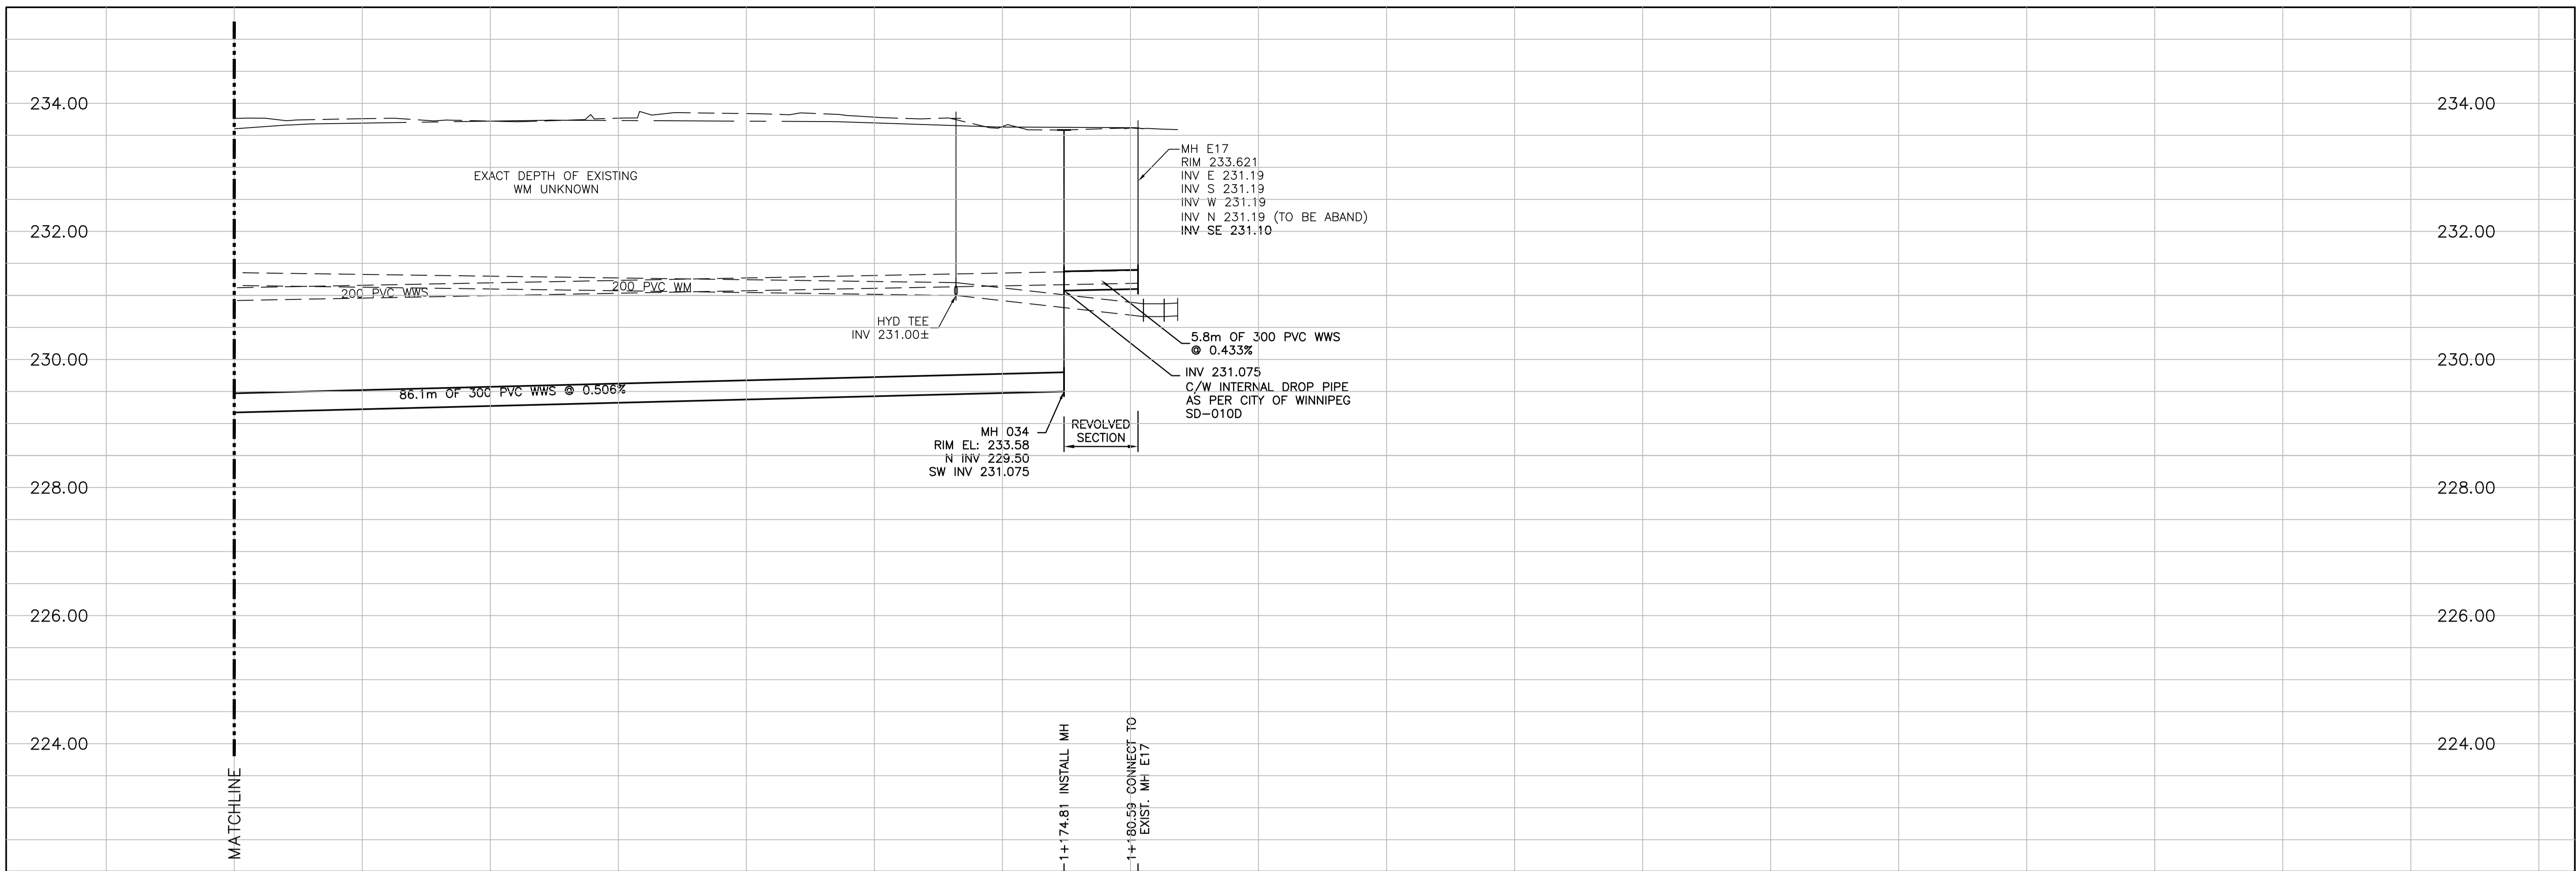 234.00
232.00
230.00
228.00
226.00
224.00
MATCHLINE
EXACT DEPTH OF EXISTING
WM UNKNOWN
200 PVC WWS
200 PVC WM
HYD TEE
INV 231.00±
86.1m OF 300 PVC WWS @ 0.506%
MH 034
RIM EL: 233.58
N INV 229.50
SW INV 231.075
REVOLVED
SECTION
MH E17
RIM 233.621
INV E 231.19
INV S 231.19
INV W 231.19
INV N 231.19 (TO BE ABAND)
INV SE 231.10
5.8m OF 300 PVC WWS
@ 0.433%
INV 231.075
C/W INTERNAL DROP PIPE
AS PER CITY OF WINNIPEG
SD-010D
1+174.81 INSTALL MH
1+180.59 CONNECT TO
EXIST. MH E17
234.00
232.00
230.00
228.00
226.00
224.00